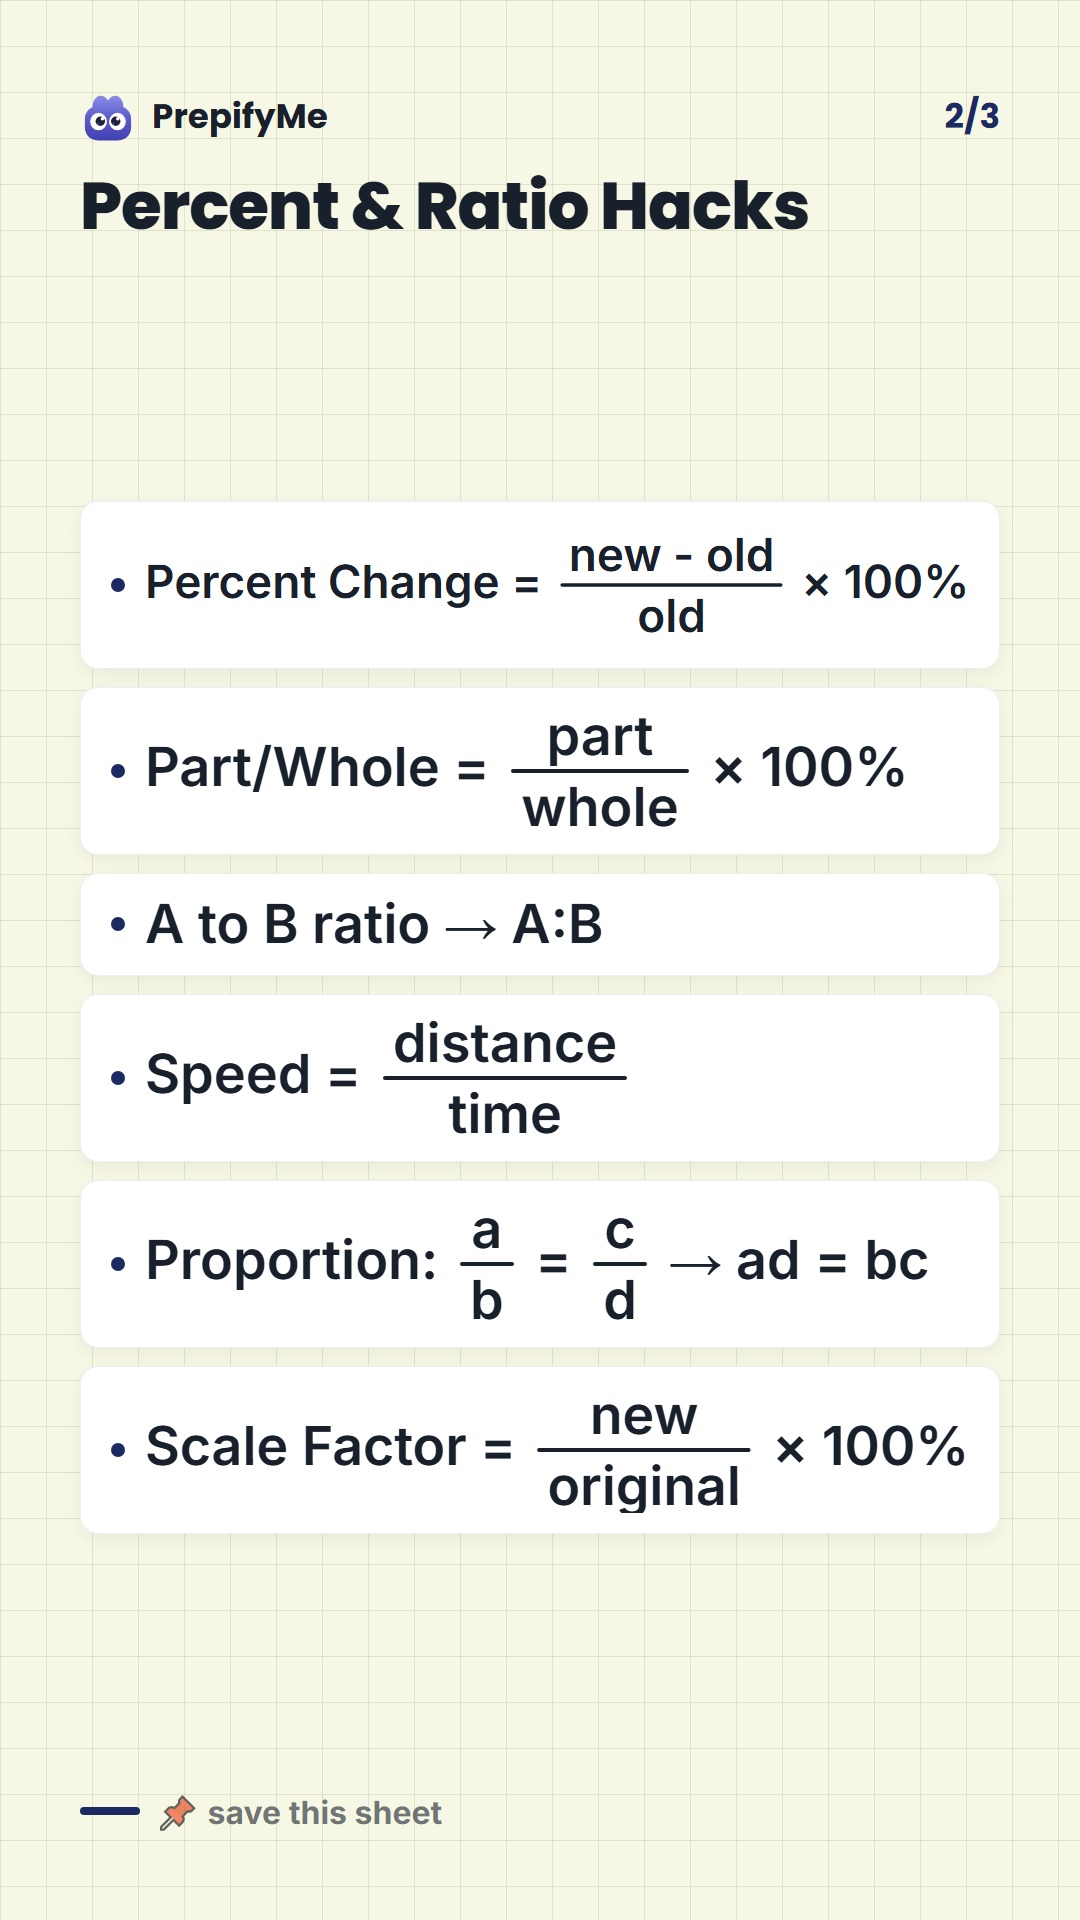 PrepifyMe
2/3
Percent & Ratio Hacks
• Percent Change = new - old / old × 100%
• Part/Whole = part / whole × 100%
• A to B ratio → A:B
• Speed = distance / time
• Proportion: a / b = c / d → ad = bc
• Scale Factor = new / original × 100%
📌 save this sheet